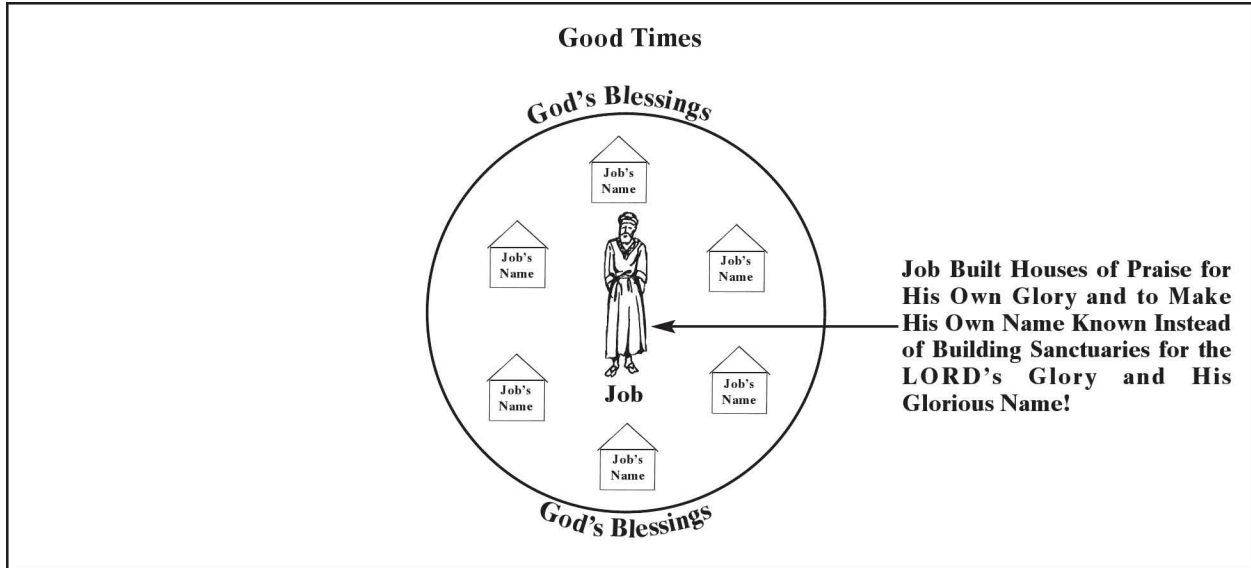 Good Times
God's Blessings
Job's
Name
Job's
Name
Job's
Name
Job's
Name
Job's
Name
Job
Job's
Name
God's Blessings
Job Built Houses of Praise for
His Own Glory and to Make
His Own Name Known Instead
of Building Sanctuaries for the
LORD's Glory and His
Glorious Name!